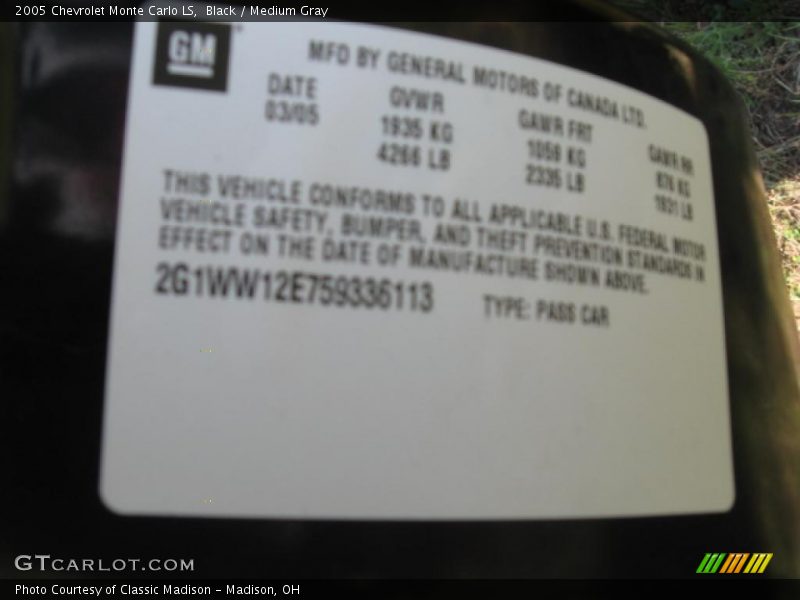 2005 Chevrolet Monte Carlo LS, Black / Medium Gray
GM
MFD BY GENERAL MOTORS OF CANADA LTD.
DATE GVWR GAWR FRT GAWR RR
03/05 1935 KG 1059 KG 876 KG
4266 LB 2335 LB 1931 LB
THIS VEHICLE CONFORMS TO ALL APPLICABLE U.S. FEDERAL MOTOR
VEHICLE SAFETY, BUMPER, AND THEFT PREVENTION STANDARDS IN
EFFECT ON THE DATE OF MANUFACTURE SHOWN ABOVE.
2G1WW12E759336113 TYPE: PASS CAR
GTCARLOT.COM
Photo Courtesy of Classic Madison - Madison, OH